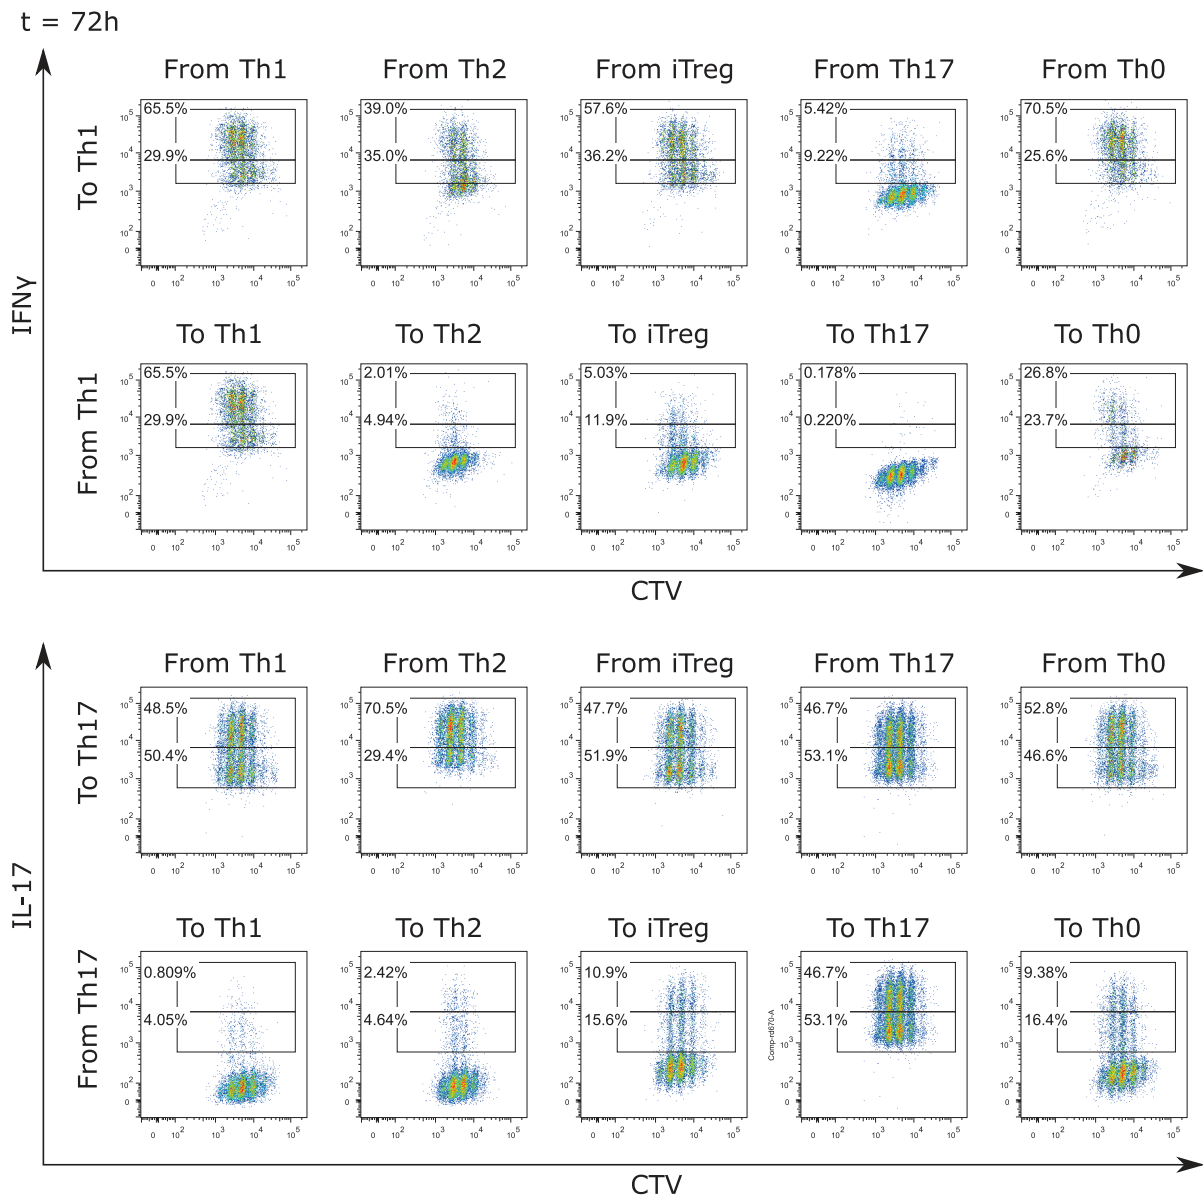 t = 72h
From Th1 From Th2 From iTreg From Th17 From Th0
To Th1
65.5% 39.0% 57.6% 5.42% 70.5%
29.9% 35.0% 36.2% 9.22% 25.6%
To Th1 To Th2 To iTreg To Th17 To Th0
From Th1
65.5% 2.01% 5.03% 0.178% 26.8%
29.9% 4.94% 11.9% 0.220% 23.7%
IFNγ
CTV
From Th1 From Th2 From iTreg From Th17 From Th0
To Th17
48.5% 70.5% 47.7% 46.7% 52.8%
50.4% 29.4% 51.9% 53.1% 46.6%
To Th1 To Th2 To iTreg To Th17 To Th0
From Th17
0.809% 2.42% 10.9% 46.7% 9.38%
4.05% 4.64% 15.6% 53.1% 16.4%
Comp-rd670-A
IL-17
CTV